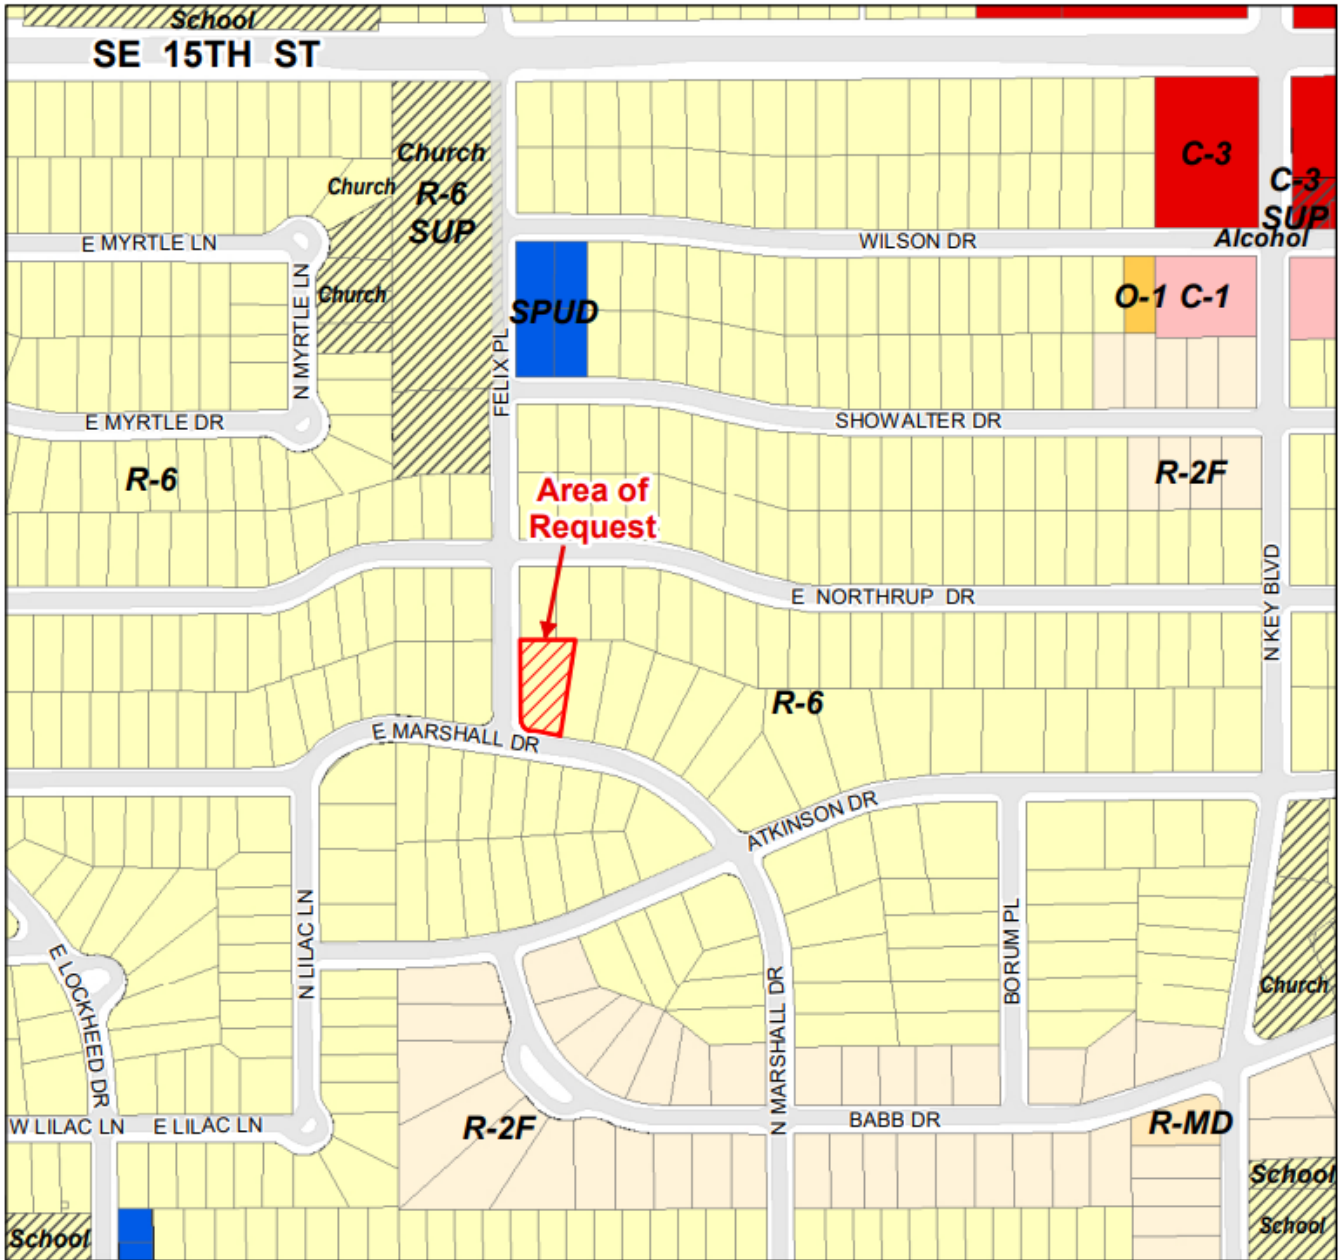 School
SE 15TH ST
Church
R-6
SUP
Church
Church
C-3
C-3
SUP
Alcohol
E MYRTLE LN
WILSON DR
N MYRTLE LN
SPUD
O-1
C-1
FELIX PL
E MYRTLE DR
SHOWALTER DR
R-6
R-2F
Area of
Request
E NORTHRUP DR
N KEY BLVD
R-6
E MARSHALL DR
ATKINSON DR
N LILAC LN
BORUM PL
E LOCKHEED DR
N MARSHALL DR
Church
W LILAC LN
E LILAC LN
R-2F
BABB DR
R-MD
School
School
School